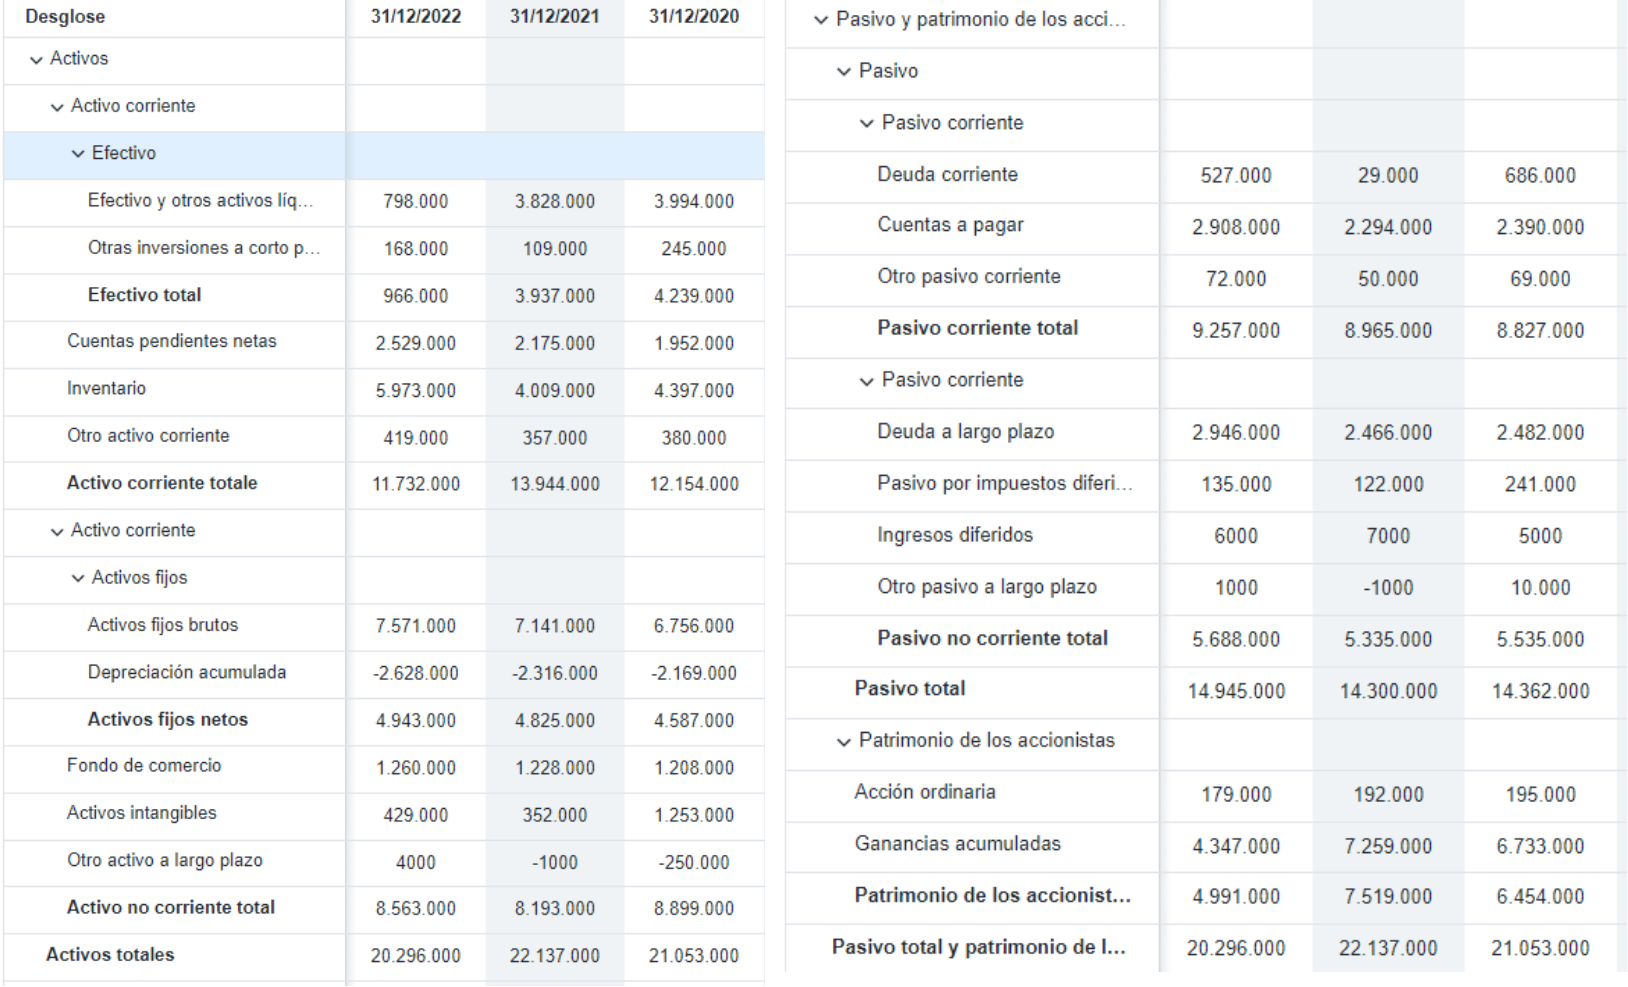 Desglose 31/12/2022 31/12/2021 31/12/2020
Activos
Activo corriente
Efectivo
Efectivo y otros activos líq... 798.000 3.828.000 3.994.000
Otras inversiones a corto p... 168.000 109.000 245.000
Efectivo total 966.000 3.937.000 4.239.000
Cuentas pendientes netas 2.529.000 2.175.000 1.952.000
Inventario 5.973.000 4.009.000 4.397.000
Otro activo corriente 419.000 357.000 380.000
Activo corriente totale 11.732.000 13.944.000 12.154.000
Activo corriente
Activos fijos
Activos fijos brutos 7.571.000 7.141.000 6.756.000
Depreciación acumulada -2.628.000 -2.316.000 -2.169.000
Activos fijos netos 4.943.000 4.825.000 4.587.000
Fondo de comercio 1.260.000 1.228.000 1.208.000
Activos intangibles 429.000 352.000 1.253.000
Otro activo a largo plazo 4000 -1000 -250.000
Activo no corriente total 8.563.000 8.193.000 8.899.000
Activos totales 20.296.000 22.137.000 21.053.000
Pasivo y patrimonio de los acci...
Pasivo
Pasivo corriente
Deuda corriente 527.000 29.000 686.000
Cuentas a pagar 2.908.000 2.294.000 2.390.000
Otro pasivo corriente 72.000 50.000 69.000
Pasivo corriente total 9.257.000 8.965.000 8.827.000
Pasivo corriente
Deuda a largo plazo 2.946.000 2.466.000 2.482.000
Pasivo por impuestos diferi... 135.000 122.000 241.000
Ingresos diferidos 6000 7000 5000
Otro pasivo a largo plazo 1000 -1000 10.000
Pasivo no corriente total 5.688.000 5.335.000 5.535.000
Pasivo total 14.945.000 14.300.000 14.362.000
Patrimonio de los accionistas
Acción ordinaria 179.000 192.000 195.000
Ganancias acumuladas 4.347.000 7.259.000 6.733.000
Patrimonio de los accionist... 4.991.000 7.519.000 6.454.000
Pasivo total y patrimonio de l... 20.296.000 22.137.000 21.053.000